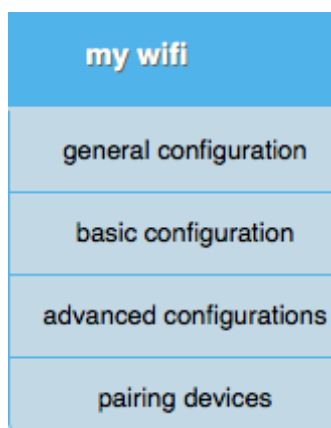 my wifi
general configuration
basic configuration
advanced configurations
pairing devices